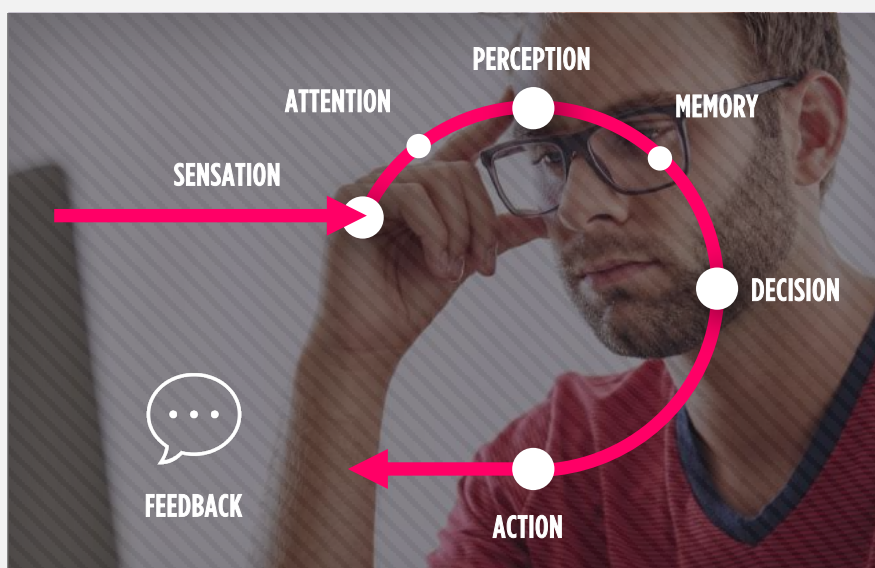 PERCEPTION
ATTENTION
MEMORY
SENSATION
DECISION
FEEDBACK
ACTION